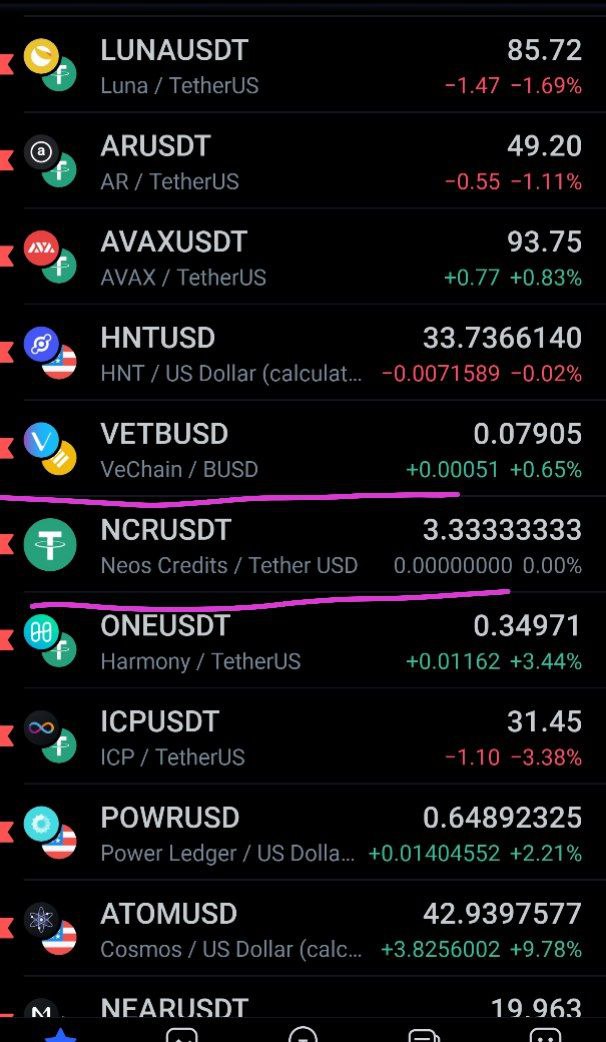 LUNAUSDT 85.72
Luna / TetherUS −1.47 −1.69%
ARUSDT 49.20
AR / TetherUS −0.55 −1.11%
AVAXUSDT 93.75
AVAX / TetherUS +0.77 +0.83%
HNTUSD 33.7366140
HNT / US Dollar (calculat... −0.0071589 −0.02%
VETBUSD 0.07905
VeChain / BUSD +0.00051 +0.65%
NCRUSDT 3.33333333
Neos Credits / Tether USD 0.00000000 0.00%
ONEUSDT 0.34971
Harmony / TetherUS +0.01162 +3.44%
ICPUSDT 31.45
ICP / TetherUS −1.10 −3.38%
POWRUSD 0.64892325
Power Ledger / US Dolla... +0.01404552 +2.21%
ATOMUSD 42.9397577
Cosmos / US Dollar (calc... +3.8256002 +9.78%
NEARUSDT 19.963